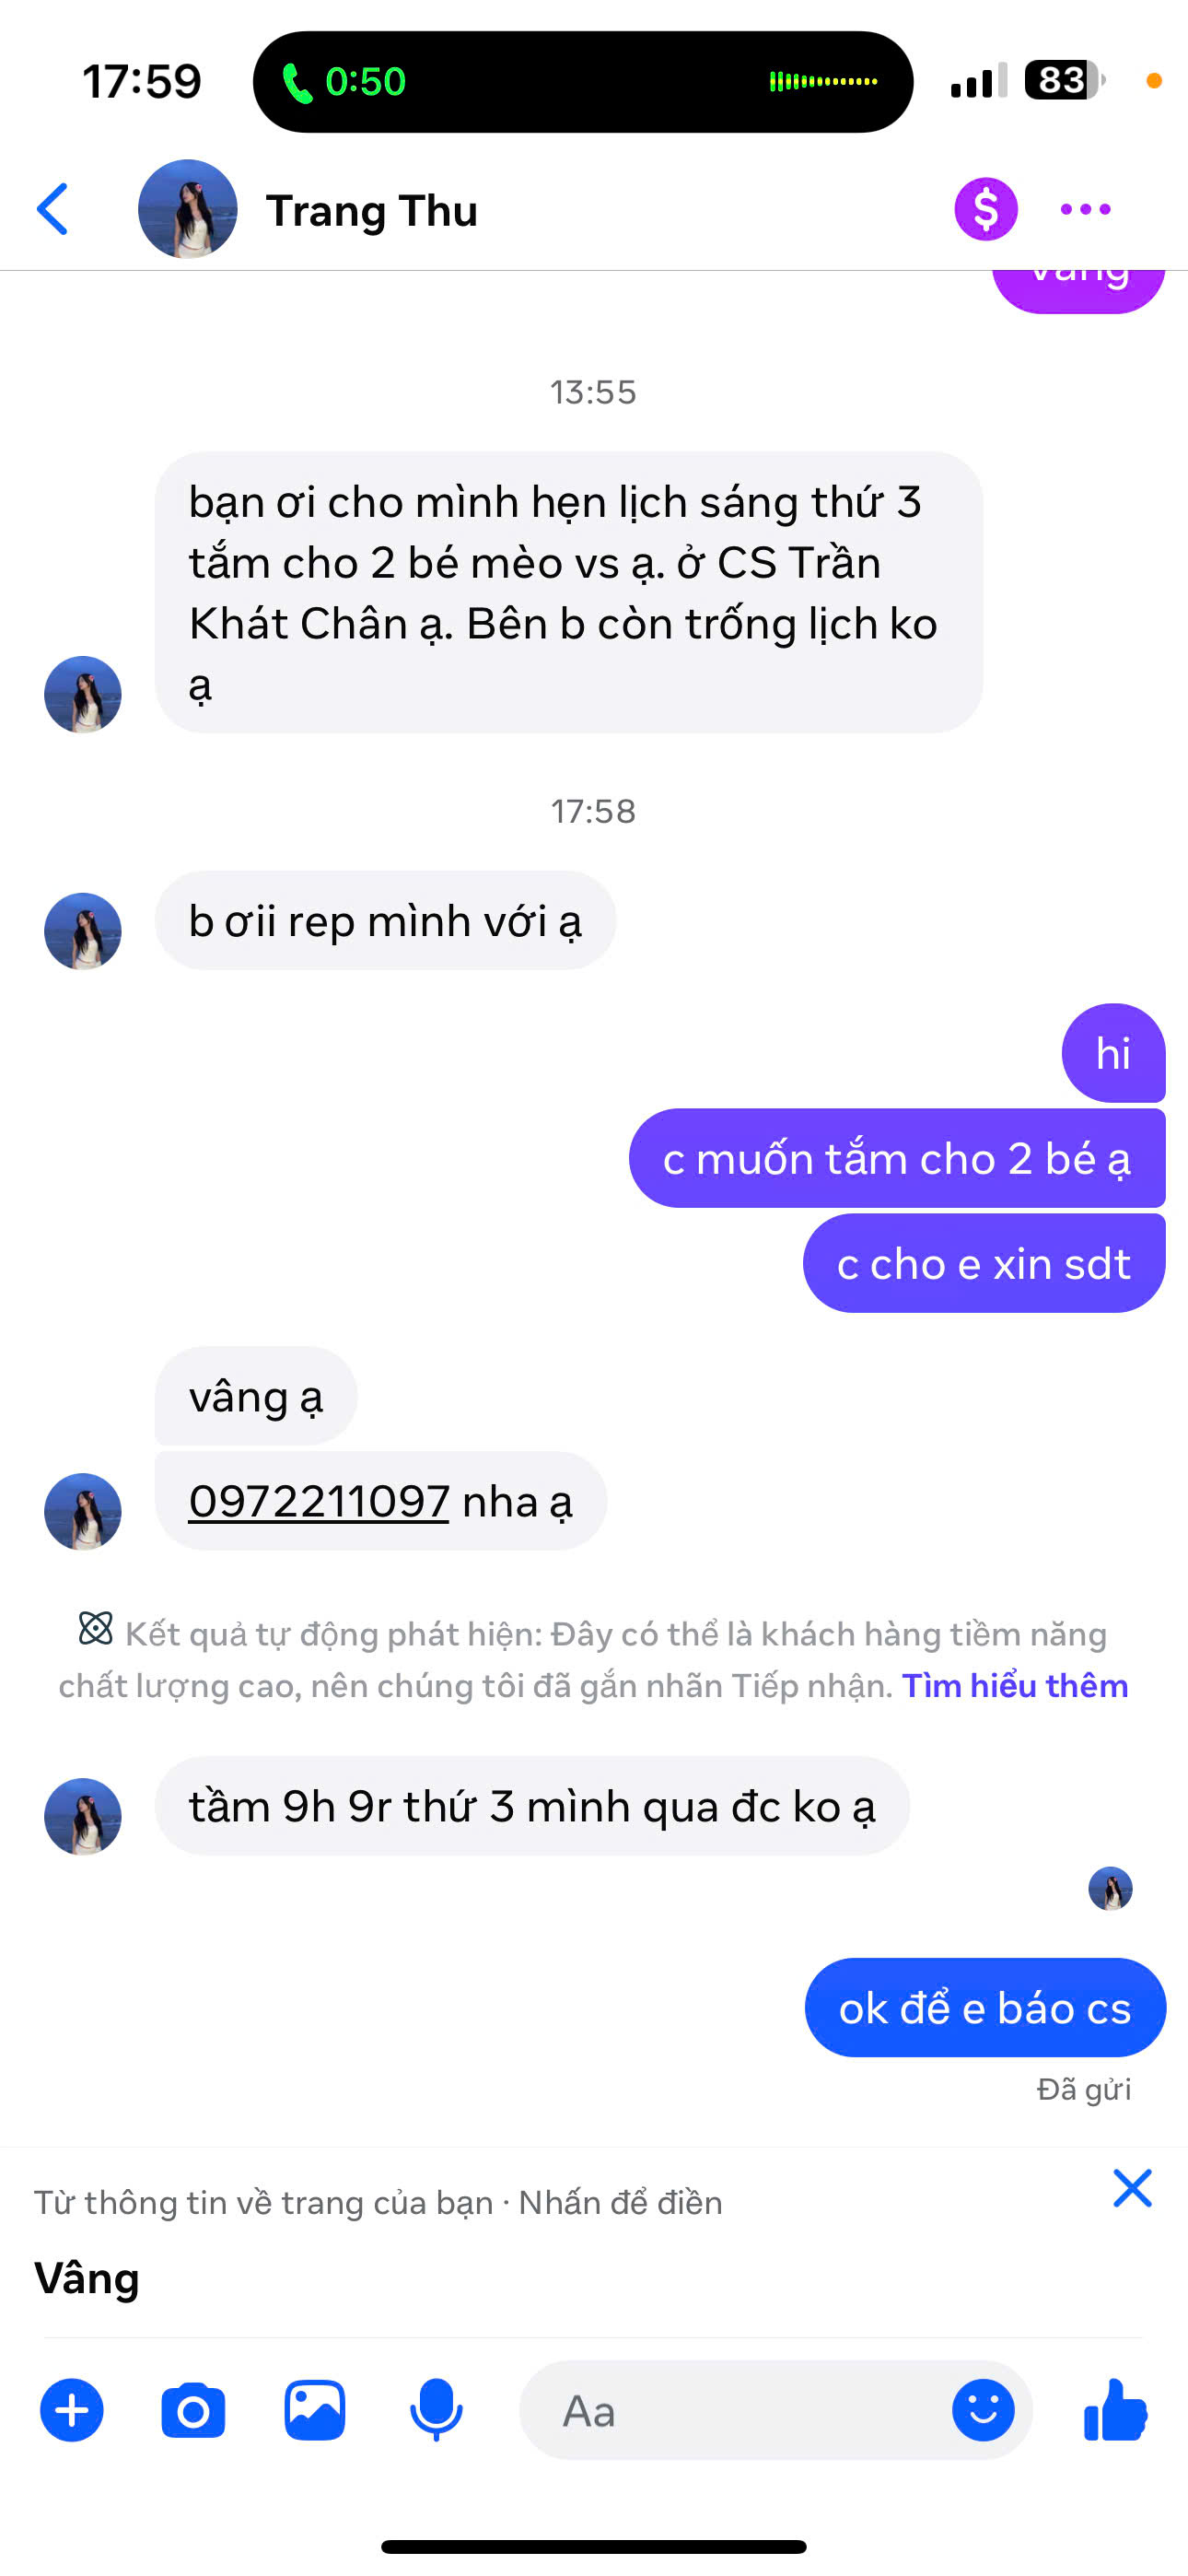 17:59
0:50
83
Trang Thu
vâng
13:55
bạn ơi cho mình hẹn lịch sáng thứ 3
tắm cho 2 bé mèo vs ạ. ở CS Trần
Khát Chân ạ. Bên b còn trống lịch ko
ạ
17:58
b ơii rep mình với ạ
hi
c muốn tắm cho 2 bé ạ
c cho e xin sdt
vâng ạ
0972211097 nha ạ
Kết quả tự động phát hiện: Đây có thể là khách hàng tiềm năng
chất lượng cao, nên chúng tôi đã gắn nhãn Tiếp nhận. Tìm hiểu thêm
tầm 9h 9r thứ 3 mình qua đc ko ạ
ok để e báo cs
Đã gửi
Từ thông tin về trang của bạn · Nhấn để điền
Vâng
Aa